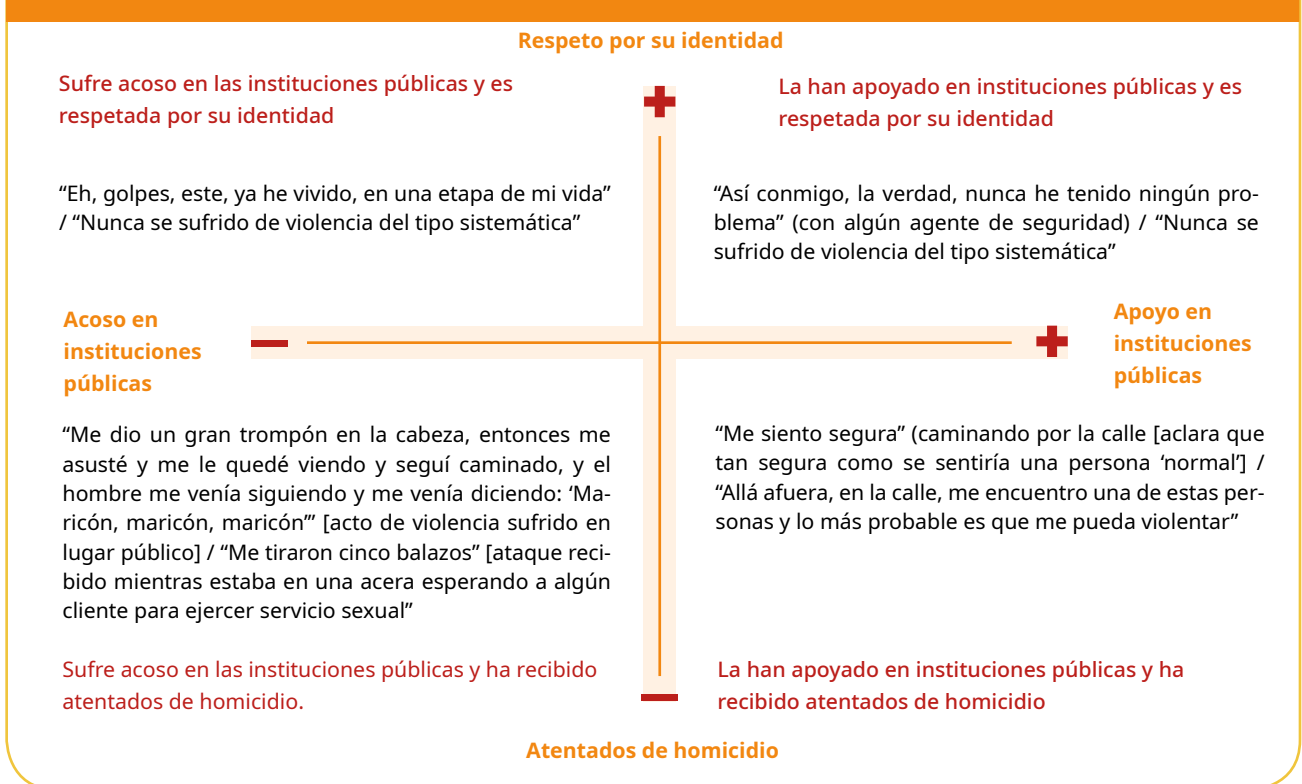 Respeto por su identidad
Sufre acoso en las instituciones públicas y es
respetada por su identidad
La han apoyado en instituciones públicas y es
respetada por su identidad
“Eh, golpes, este, ya he vivido, en una etapa de mi vida”
/ “Nunca se sufrido de violencia del tipo sistemática”
“Así conmigo, la verdad, nunca he tenido ningún pro-
blema” (con algún agente de seguridad) / “Nunca se
sufrido de violencia del tipo sistemática”
Acoso en
instituciones
públicas
Apoyo en
instituciones
públicas
“Me dio un gran trompón en la cabeza, entonces me
asusté y me le quedé viendo y seguí caminado, y el
hombre me venía siguiendo y me venía diciendo: ‘Ma-
ricón, maricón, maricón’” [acto de violencia sufrido en
lugar público] / “Me tiraron cinco balazos” [ataque reci-
bido mientras estaba en una acera esperando a algún
cliente para ejercer servicio sexual”
“Me siento segura” (caminando por la calle [aclara que
tan segura como se sentiría una persona ‘normal’] /
“Allá afuera, en la calle, me encuentro una de estas per-
sonas y lo más probable es que me pueda violentar”
Sufre acoso en las instituciones públicas y ha recibido
atentados de homicidio.
La han apoyado en instituciones públicas y ha
recibido atentados de homicidio
Atentados de homicidio